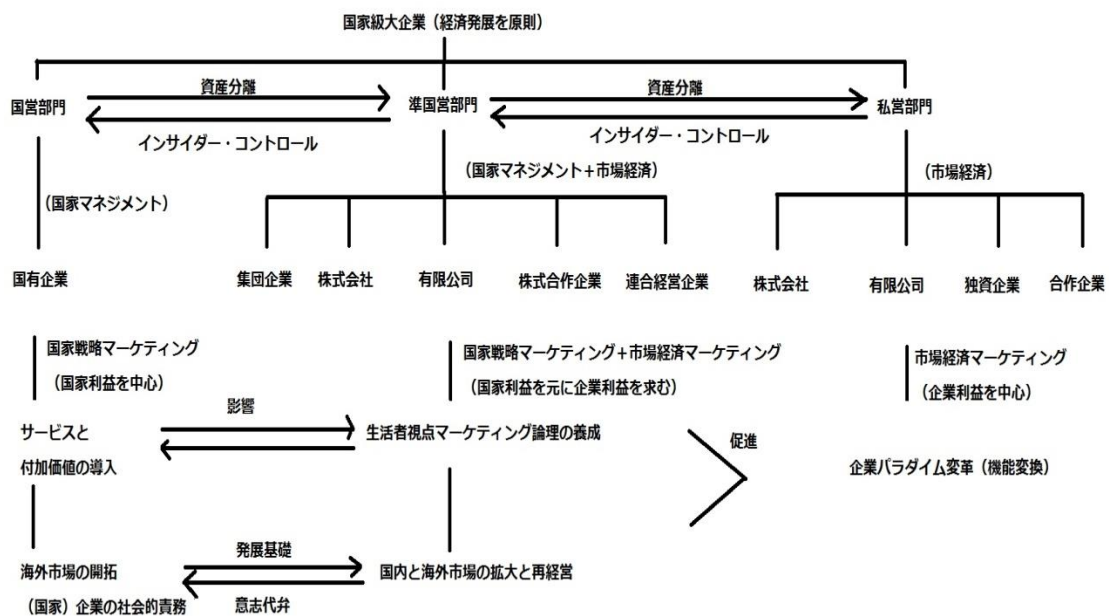 国家級大企業（経済発展を原則）
資産分離
資産分離
国営部門
準国営部門
私営部門
インサイダー・コントロール
インサイダー・コントロール
（国家マネジメント＋市場経済）
（市場経済）
（国家マネジメント）
国有企業
集団企業
株式会社
有限公司
株式合作企業
連合経営企業
株式会社
有限公司
独資企業
合作企業
国家戦略マーケティング
（国家利益を中心）
国家戦略マーケティング＋市場経済マーケティング
（国家利益を元に企業利益を求む）
市場経済マーケティング
（企業利益を中心）
影響
サービスと
付加価値の導入
生活者視点マーケティング論理の養成
促進
企業パラダイム変革（機能変換）
発展基礎
海外市場の開拓
（国家）企業の社会的責務
国内と海外市場の拡大と再経営
意志代弁